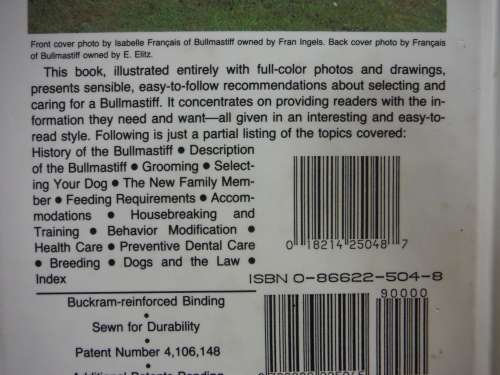 Front cover photo by Isabelle Français of Bullmastiff owned by Fran Ingels. Back cover photo by Français
of Bullmastiff owned by E. Elitz.
This book, illustrated entirely with full-color photos and drawings,
presents sensible, easy-to-follow recommendations about selecting and
caring for a Bullmastiff. It concentrates on providing readers with the in-
formation they need and want—all given in an interesting and easy-to-
read style. Following is just a partial listing of the topics covered:
History of the Bullmastiff ● Description
of the Bullmastiff ● Grooming ● Select-
ing Your Dog ● The New Family Mem-
ber ● Feeding Requirements ● Accom-
modations ● Housebreaking and
Training ● Behavior Modification ●
Health Care ● Preventive Dental Care
● Breeding ● Dogs and the Law ●
Index
0 18214 25048 7
ISBN 0-86622-504-8
90000
Buckram-reinforced Binding
•
Sewn for Durability
•
Patent Number 4,106,148
•
Additional Patents Pending